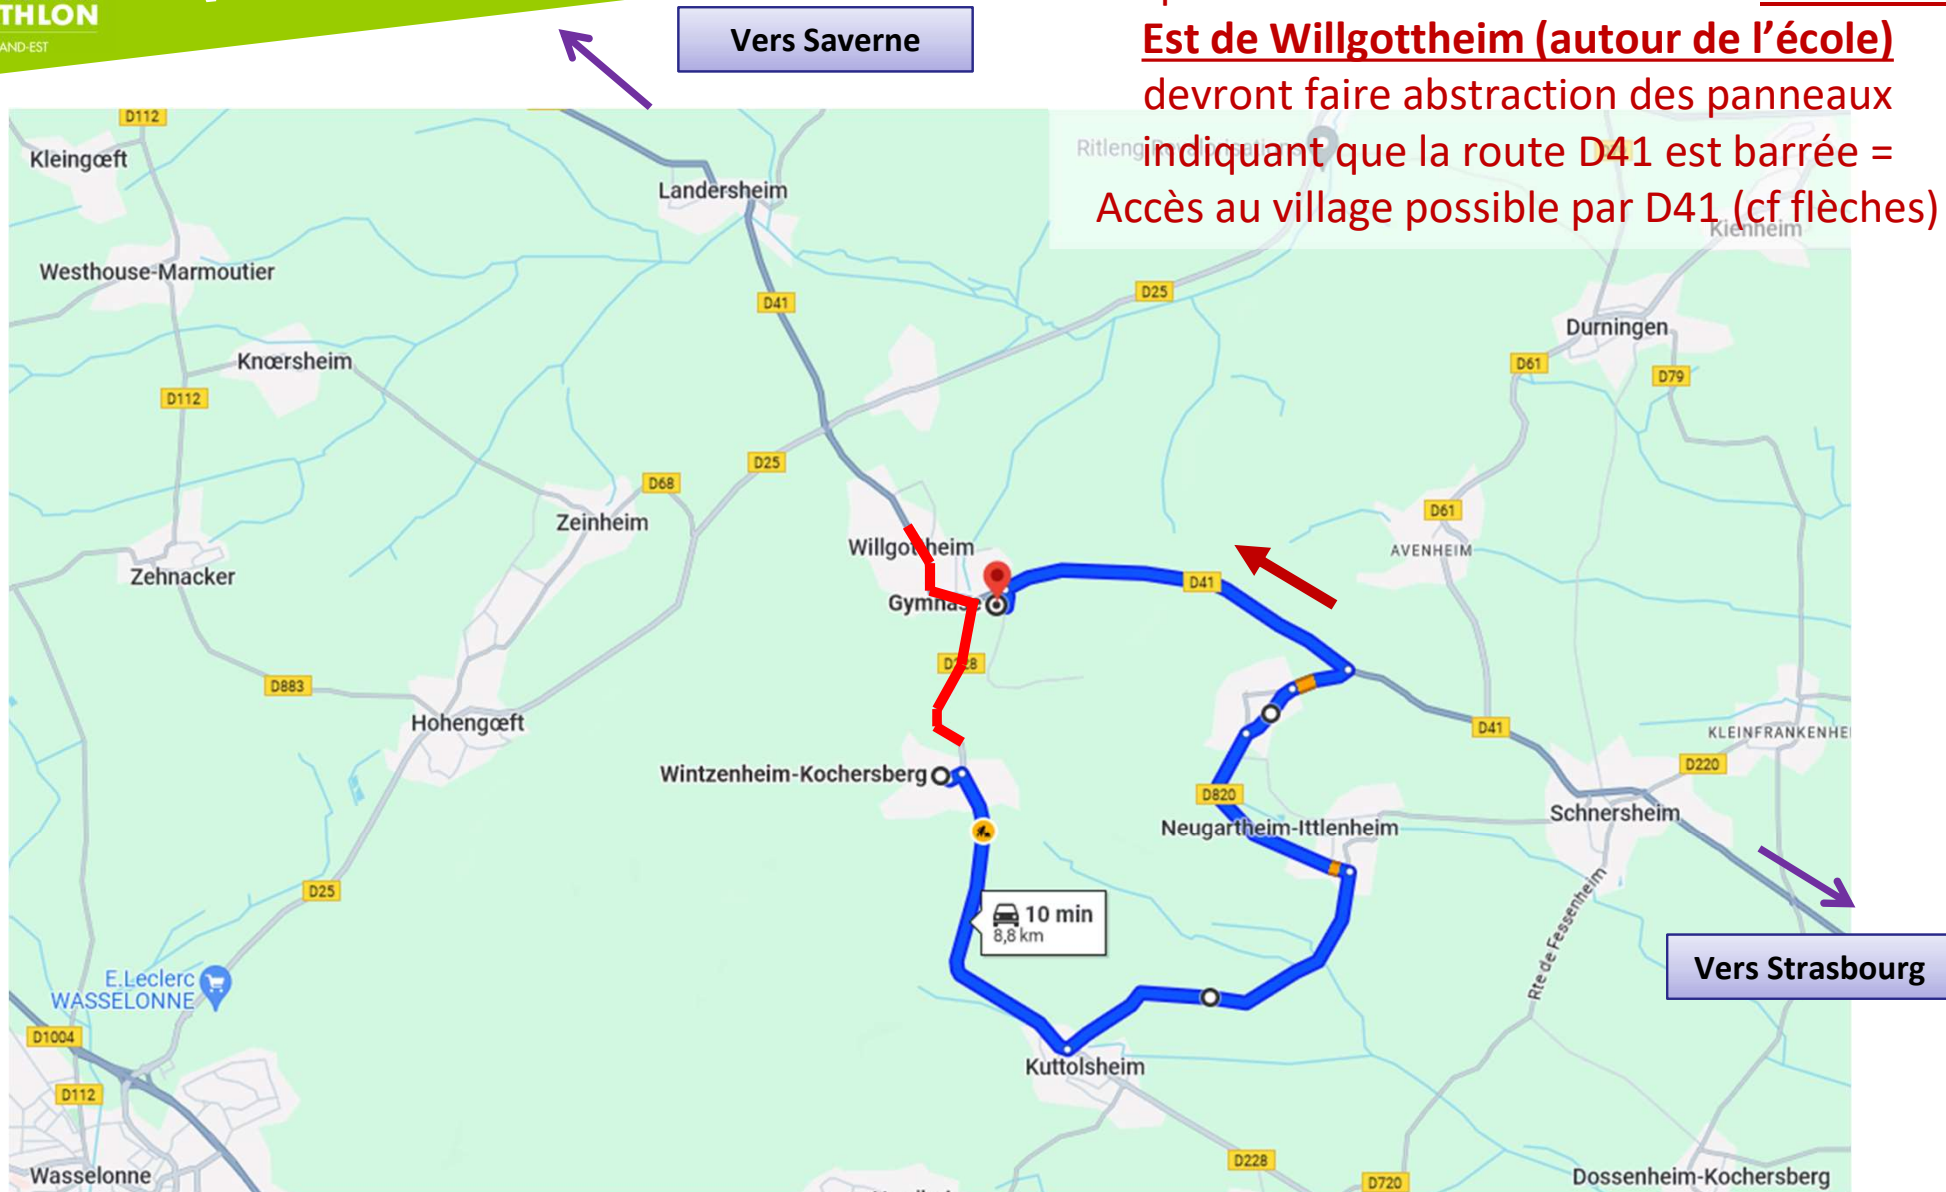 THLON
AND-EST
Vers Saverne
Est de Willgottheim (autour de l’école)
devront faire abstraction des panneaux
indiquant que la route D41 est barrée =
Accès au village possible par D41 (cf flèches)
D112
Kleingœft
Landersheim
Ritleng
Kienheim
Westhouse-Marmoutier
D41
D25
Durningen
Knœrsheim
D61
D79
D112
D25
D68
Zeinheim
D61
Willgottheim
AVENHEIM
Zehnacker
D41
Gymnase
D228
D883
Hohengœft
D41
KLEINFRANKENHE
D220
Wintzenheim-Kochersberg
D820
Schnersheim
Neugartheim-Ittlenheim
D25
10 min
8,8 km
Rte de Fessenheim
Vers Strasbourg
E.Leclerc
WASSELONNE
D1004
Kuttolsheim
D112
D228
Wasselonne
D720
Dossenheim-Kochersberg